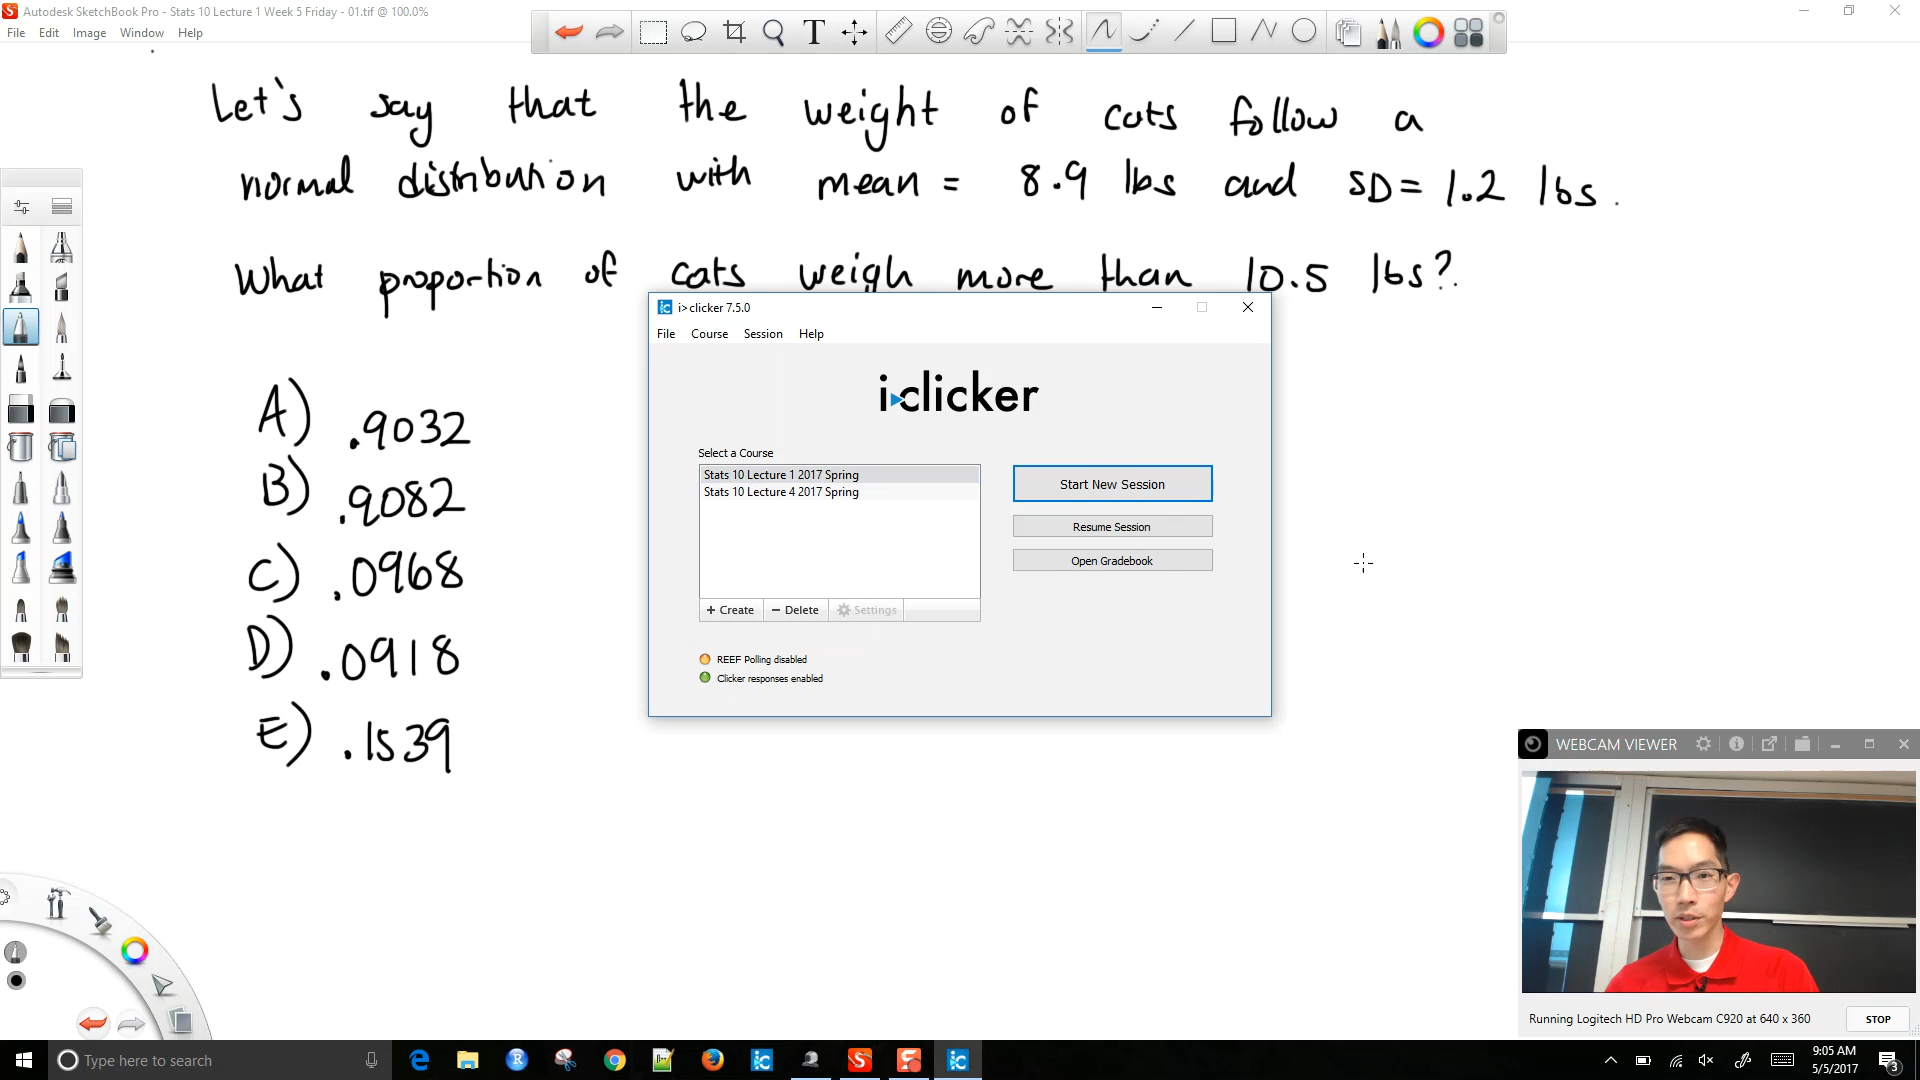 Autodesk SketchBook Pro - Stats 10 Lecture 1 Week 5 Friday - 01.tif @ 100.0%
File Edit Image Window Help
T
Let's say that the weight of cats follow a
normal distribution with mean = 8.9 lbs and SD = 1.2 lbs.
What proportion of cats weigh more than 10.5 lbs?
A) .9032
B) .9082
C) .0968
D) .0918
E) .1539
i>clicker 7.5.0
File Course Session Help
i▸clicker
Select a Course
Stats 10 Lecture 1 2017 Spring
Stats 10 Lecture 4 2017 Spring
Start New Session
Resume Session
Open Gradebook
+ Create − Delete Settings
REEF Polling disabled
Clicker responses enabled
WEBCAM VIEWER
Running Logitech HD Pro Webcam C920 at 640 x 360
STOP
Type here to search
9:05 AM
5/5/2017
3